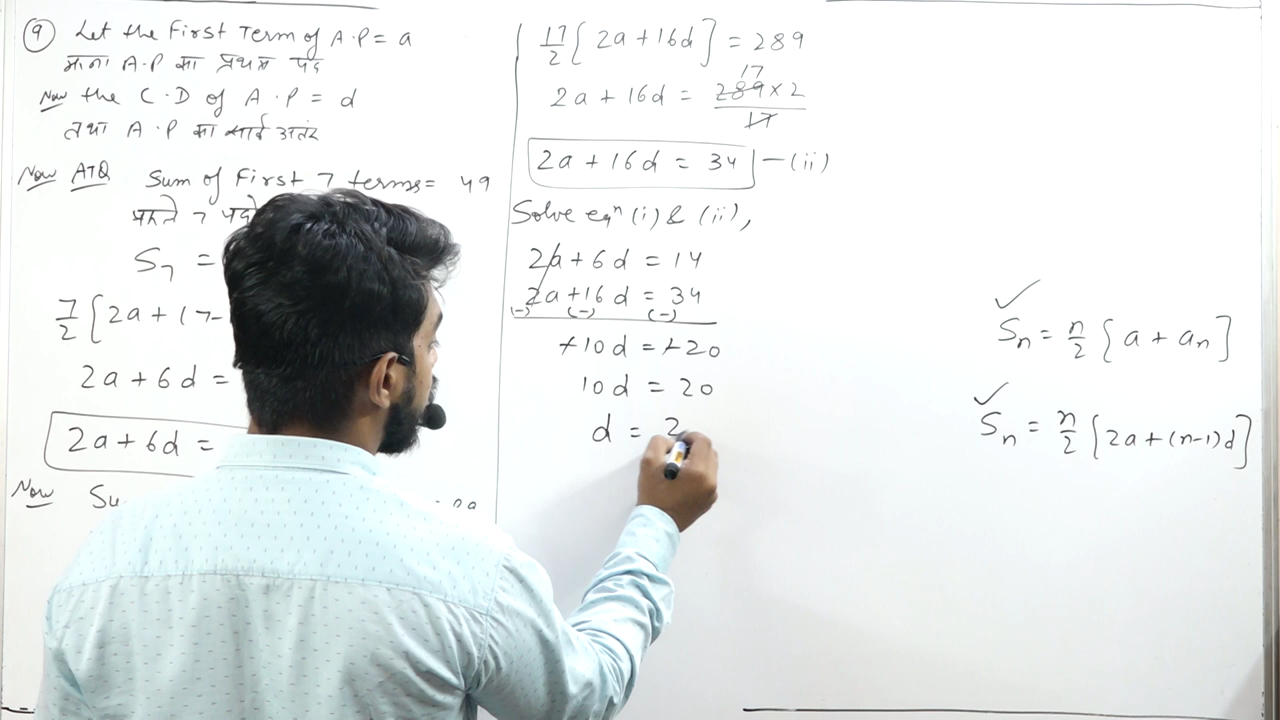 9 Let the First Term of A.P = a
माना A.P का प्रथम पद
Now the C.D of A.P = d
तथा A.P का सार्व अतंर
Now ATQ Sum of First 7 terms = 49
पहले 7 पदो
S₇ =
7/2 [2a + (7-
2a + 6d =
2a + 6d =
Now
17/2 [2a + 16d] = 289
17
2a + 16d = 289 × 2 / 17
2a + 16d = 34 — (ii)
Solve eqⁿ (i) & (ii),
2a + 6d = 14
2a + 16d = 34
(-) (-) (-)
+10d = +20
10d = 20
d = 2
Sₙ = n/2 [a + aₙ]
Sₙ = n/2 [2a + (n-1)d]